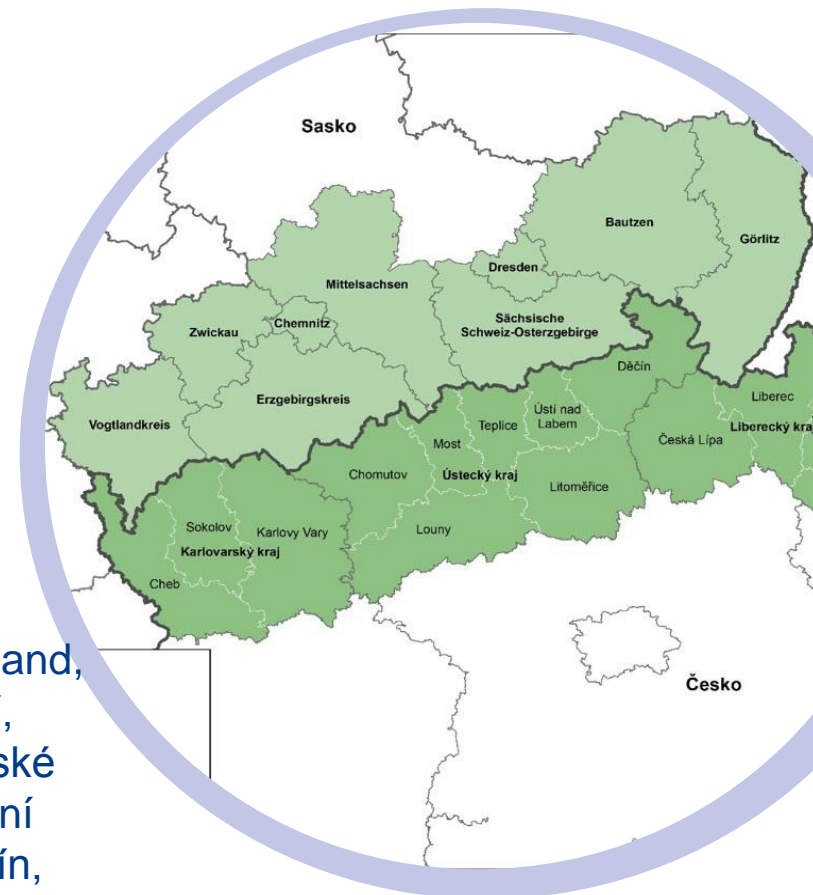 Sasko
Bautzen
Görlitz
Dresden
Mittelsachsen
Sächsische
Schweiz-Osterzgebirge
Chemnitz
Zwickau
Erzgebirgskreis
Vogtlandkreis
Děčín
Liberec
Liberecký kraj
Česká Lípa
Ústí nad
Labem
Teplice
Most
Ústecký kraj
Chomutov
Litoměřice
Louny
Sokolov
Karlovy Vary
Karlovarský kraj
Cheb
Česko
and,
ské
ní
ín,